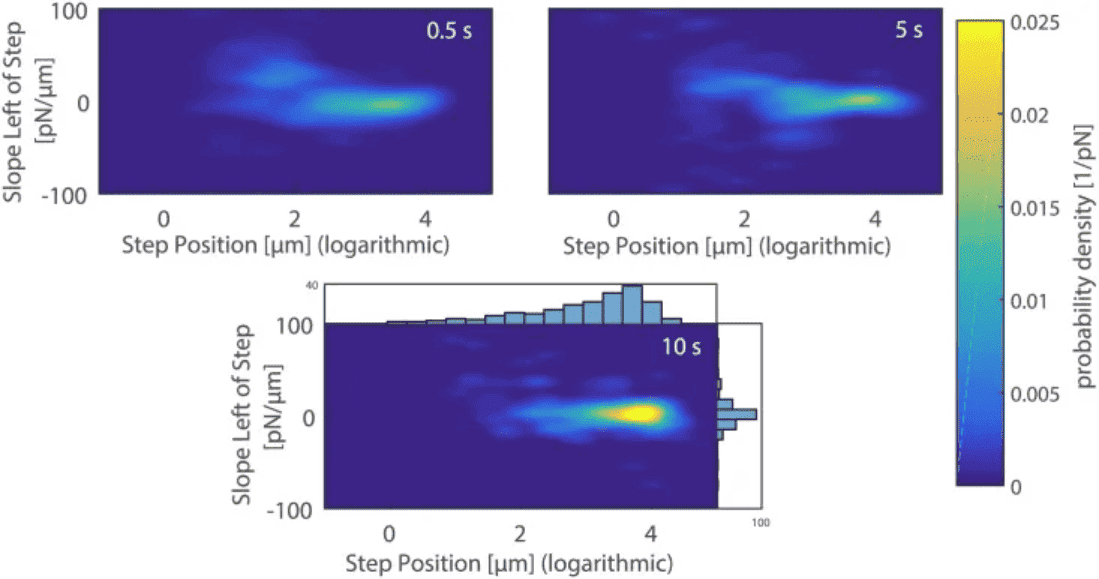 100
0
-100
Slope Left of Step
[pN/μm]
0.5 s
0 2 4
Step Position [μm] (logarithmic)
5 s
0 2 4
Step Position [μm] (logarithmic)
0.025
0.02
0.015
0.01
0.005
0
probability density [1/pN]
40
100
0
-100
Slope Left of Step
[pN/μm]
10 s
100
0 2 4
Step Position [μm] (logarithmic)